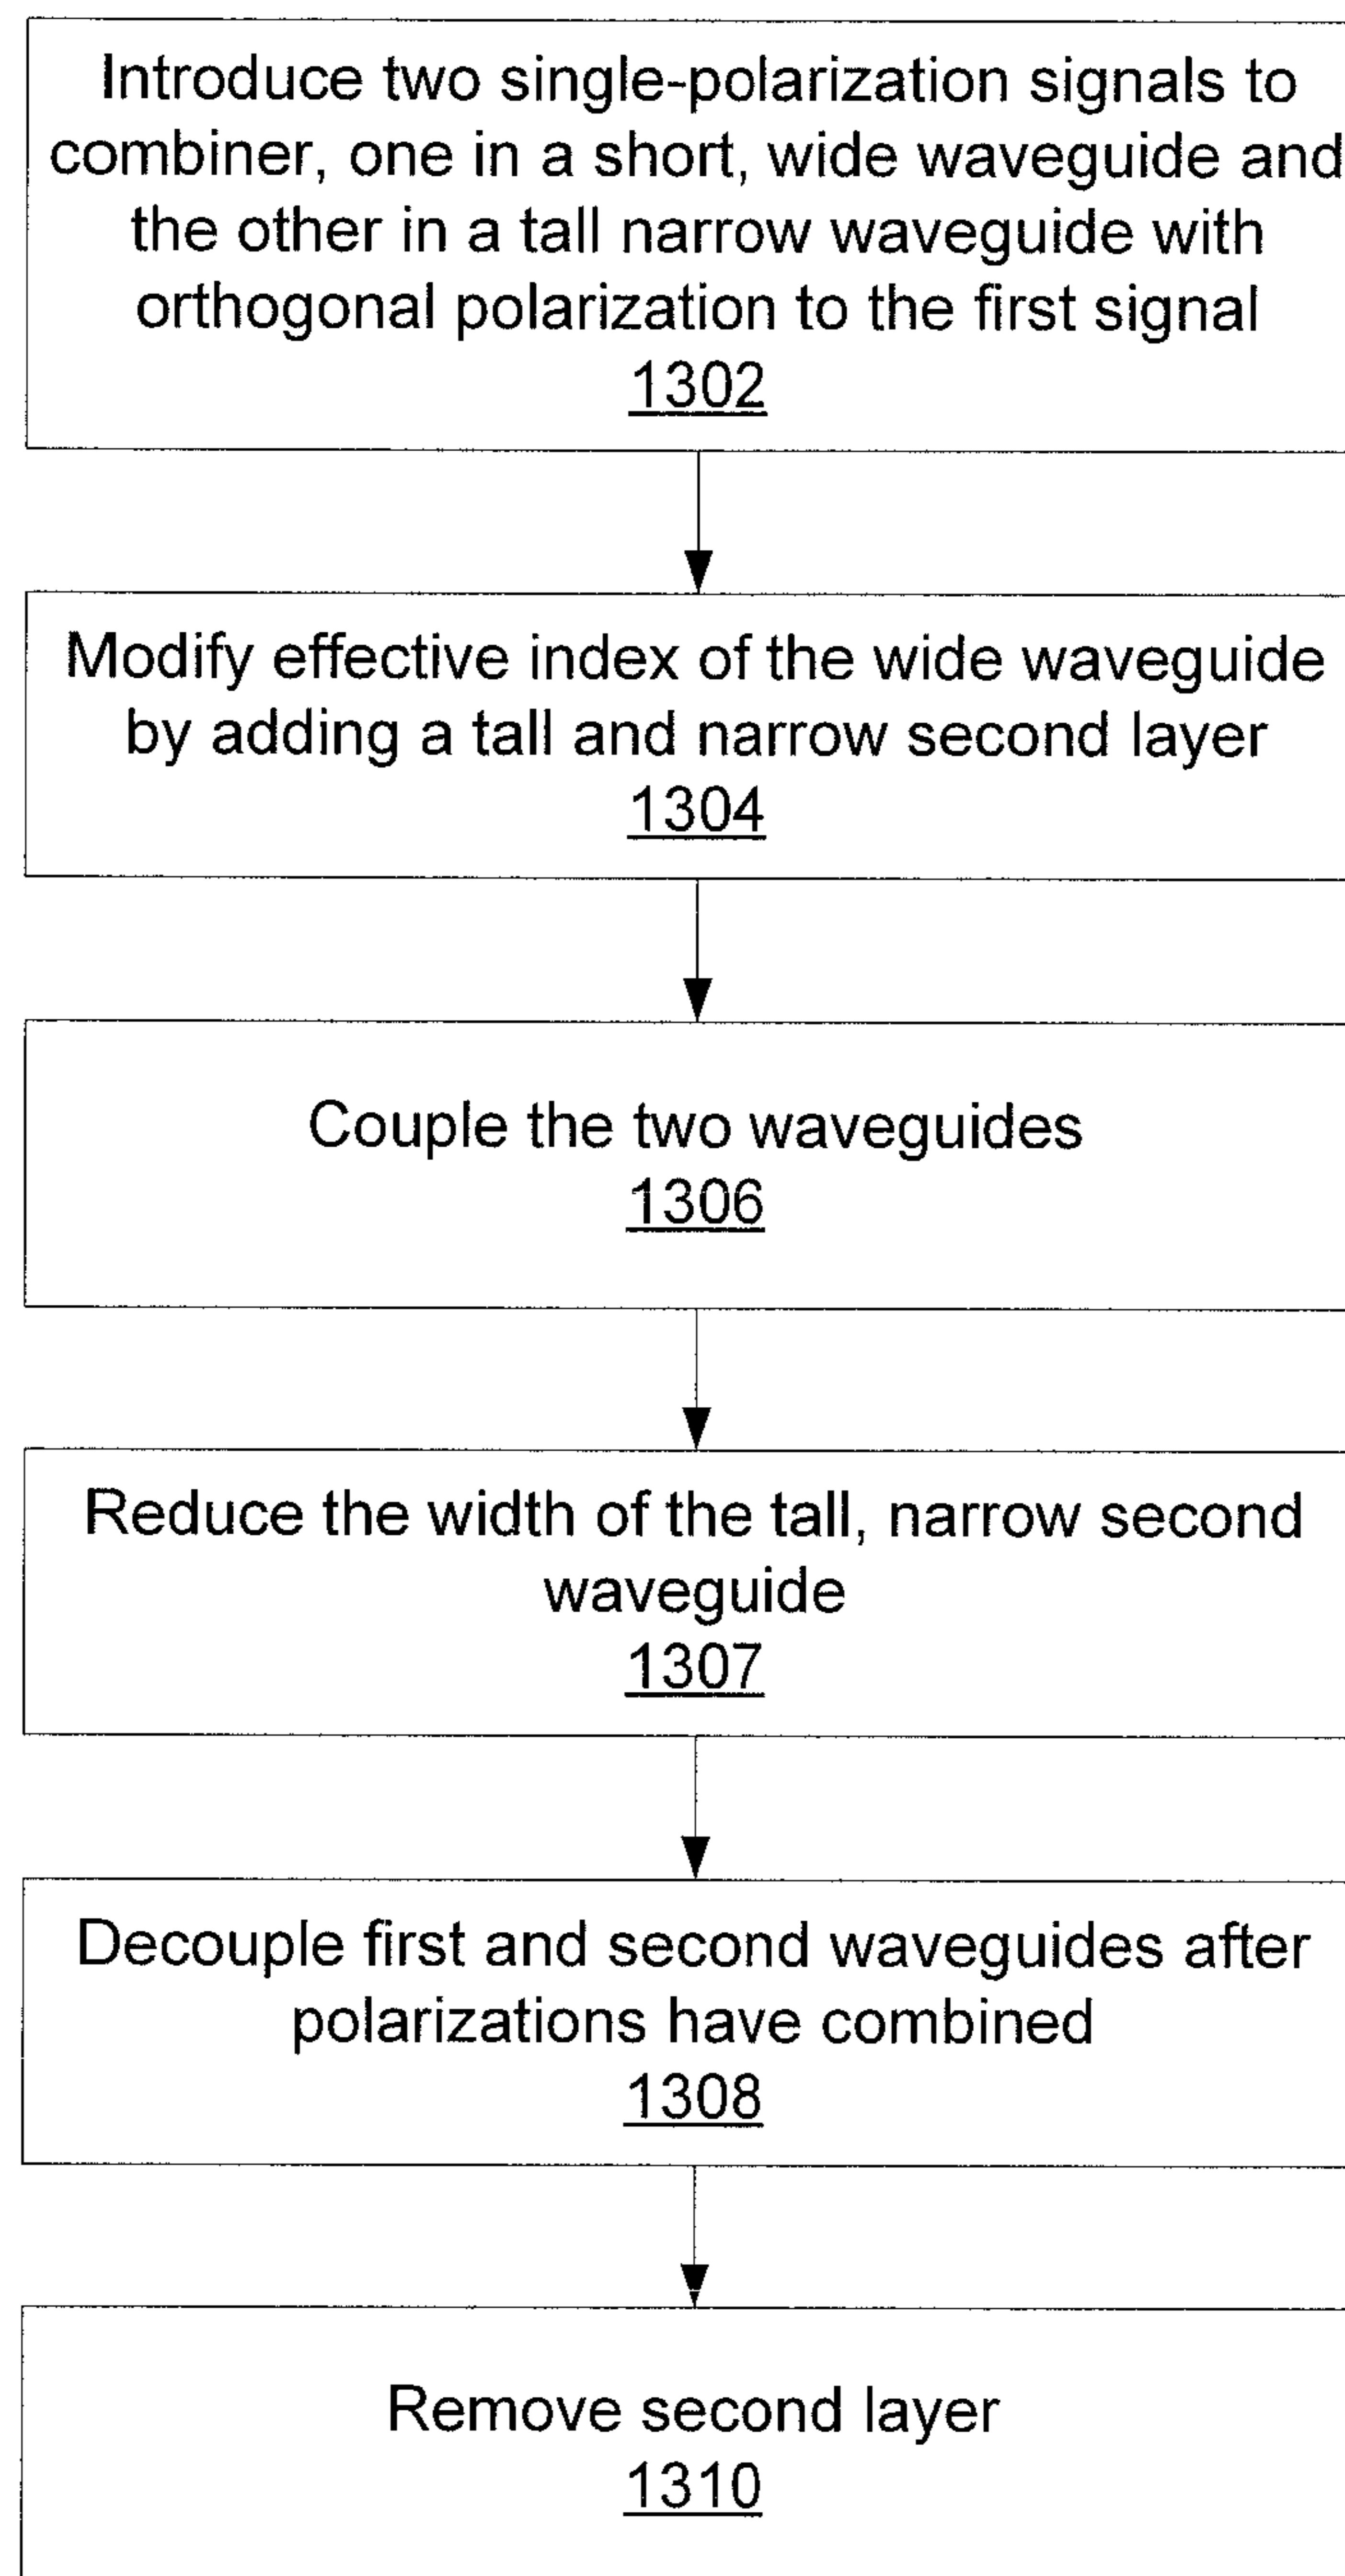 Introduce two single-polarization signals to
combiner, one in a short, wide waveguide and
the other in a tall narrow waveguide with
orthogonal polarization to the first signal
1302
Modify effective index of the wide waveguide
by adding a tall and narrow second layer
1304
Couple the two waveguides
1306
Reduce the width of the tall, narrow second
waveguide
1307
Decouple first and second waveguides after
polarizations have combined
1308
Remove second layer
1310